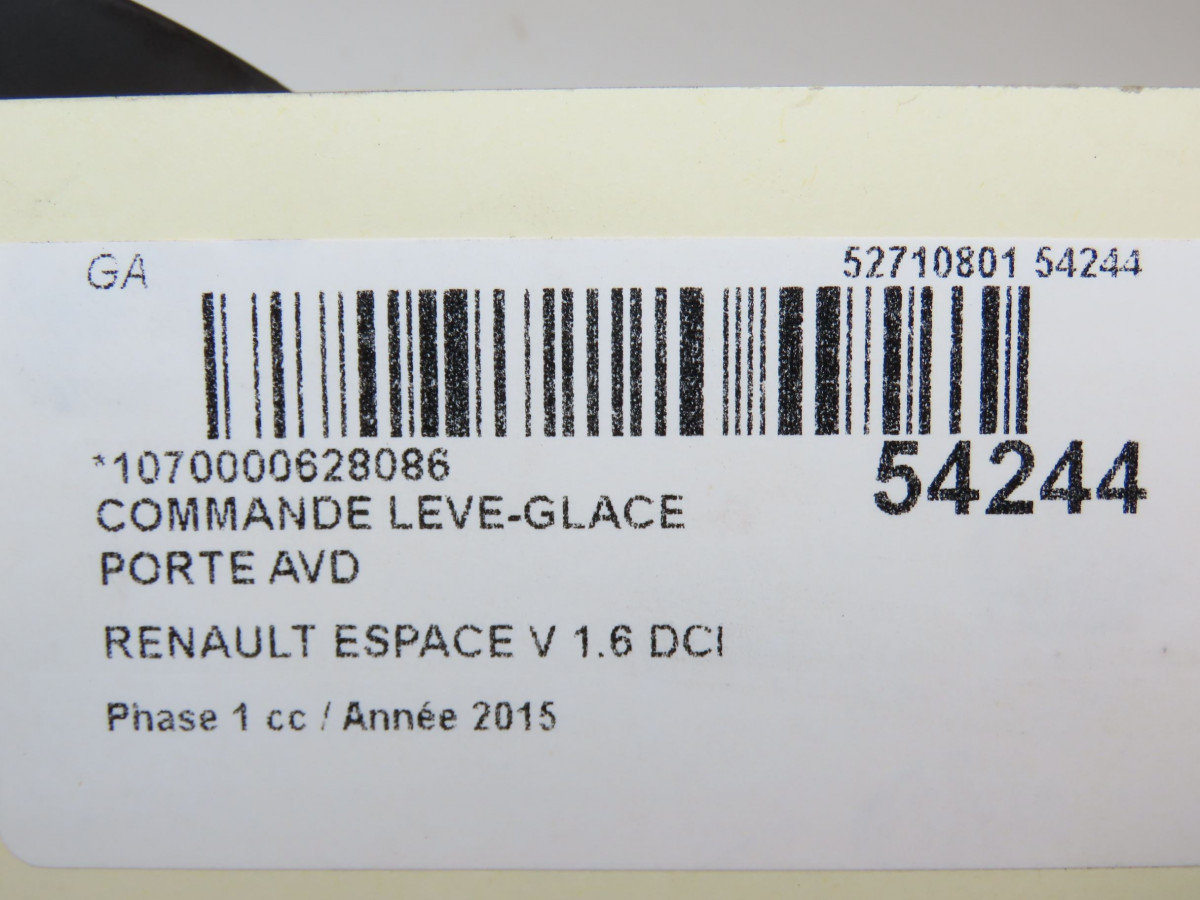 GA
52710801 54244
*1070000628086
54244
COMMANDE LEVE-GLACE
PORTE AVD
RENAULT ESPACE V 1.6 DCI
Phase 1 cc / Année 2015